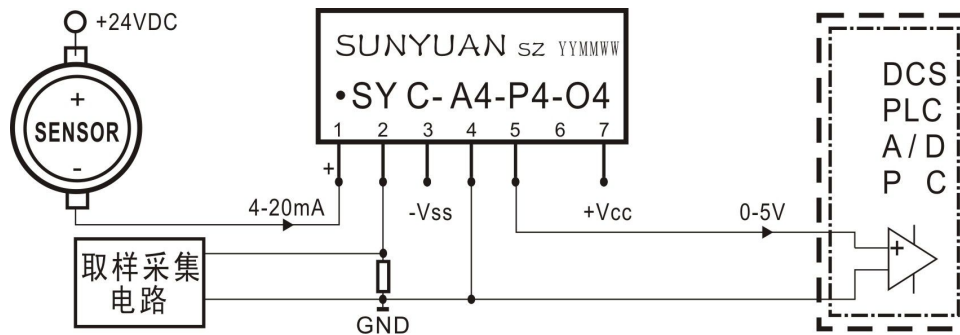 +24VDC
SUNYUAN SZ YYMMWW
•SY C-A4-P4-O4
1 2 3 4 5 6 7
+
SENSOR
-
+
4-20mA
-Vss
+Vcc
0-5V
DCS
PLC
A/D
P C
+
取样采集
电路
GND